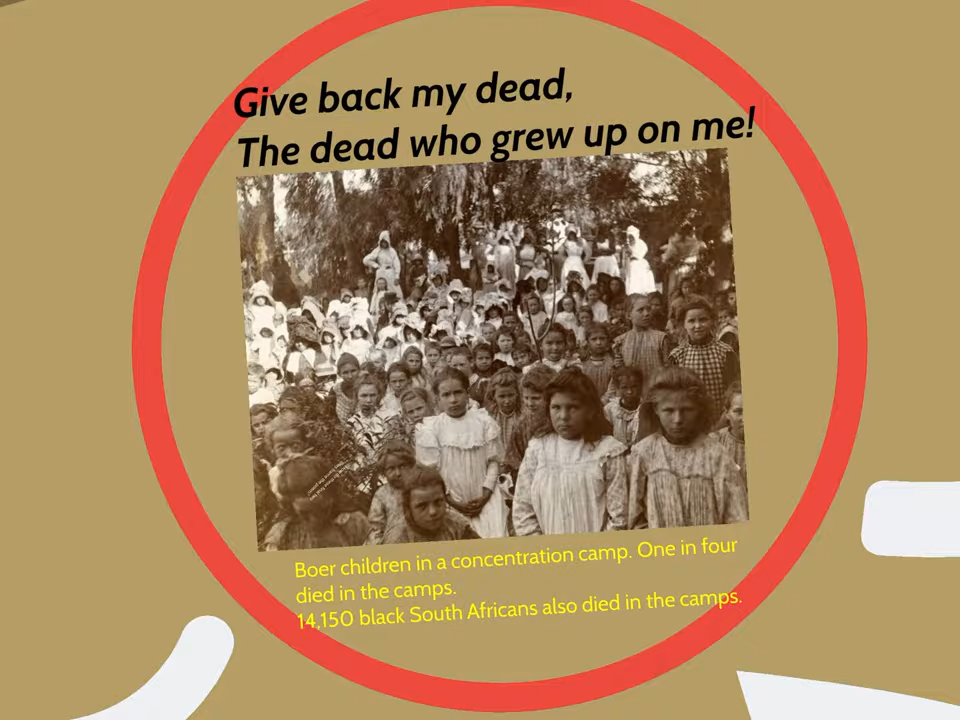 Give back my dead,
The dead who grew up on me!
Boer children in a concentration camp. One in four
died in the camps.
14,150 black South Africans also died in the camps.